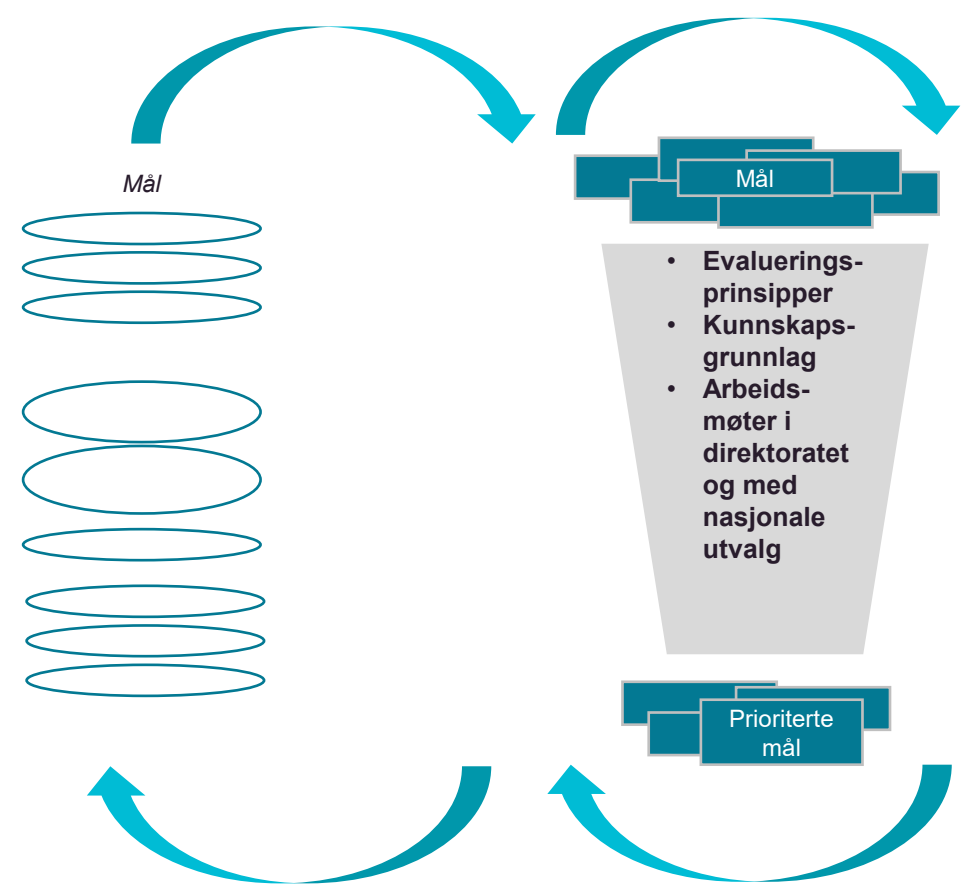 Mål
Mål
• Evaluerings-
prinsipper
• Kunnskaps-
grunnlag
• Arbeids-
møter i
direktoratet
og med
nasjonale
utvalg
Prioriterte
mål